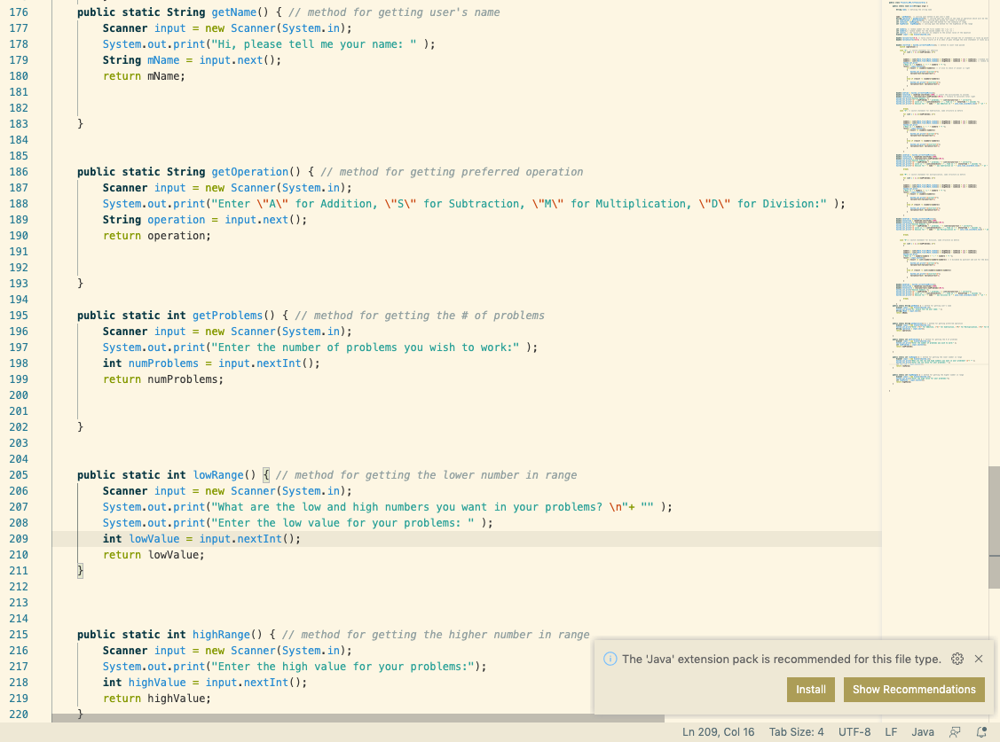 176 public static String getName() { // method for getting user's name
177 Scanner input = new Scanner(System.in);
178 System.out.print("Hi, please tell me your name: " );
179 String mName = input.next();
180 return mName;
181
182
183 }
184
185
186 public static String getOperation() { // method for getting preferred operation
187 Scanner input = new Scanner(System.in);
188 System.out.print("Enter \"A\" for Addition, \"S\" for Subtraction, \"M\" for Multiplication, \"D\" for Division:" );
189 String operation = input.next();
190 return operation;
191
192
193 }
194
195 public static int getProblems() { // method for getting the # of problems
196 Scanner input = new Scanner(System.in);
197 System.out.print("Enter the number of problems you wish to work:" );
198 int numProblems = input.nextInt();
199 return numProblems;
200
201
202 }
203
204
205 public static int lowRange() { // method for getting the lower number in range
206 Scanner input = new Scanner(System.in);
207 System.out.print("What are the low and high numbers you want in your problems? \n"+ "" );
208 System.out.print("Enter the low value for your problems: " );
209 int lowValue = input.nextInt();
210 return lowValue;
211 }
212
213
214
215 public static int highRange() { // method for getting the higher number in range
216 Scanner input = new Scanner(System.in);
217 System.out.print("Enter the high value for your problems:");
218 int highValue = input.nextInt();
219 return highValue;
220 }
The 'Java' extension pack is recommended for this file type.
Install Show Recommendations
Ln 209, Col 16 Tab Size: 4 UTF-8 LF Java